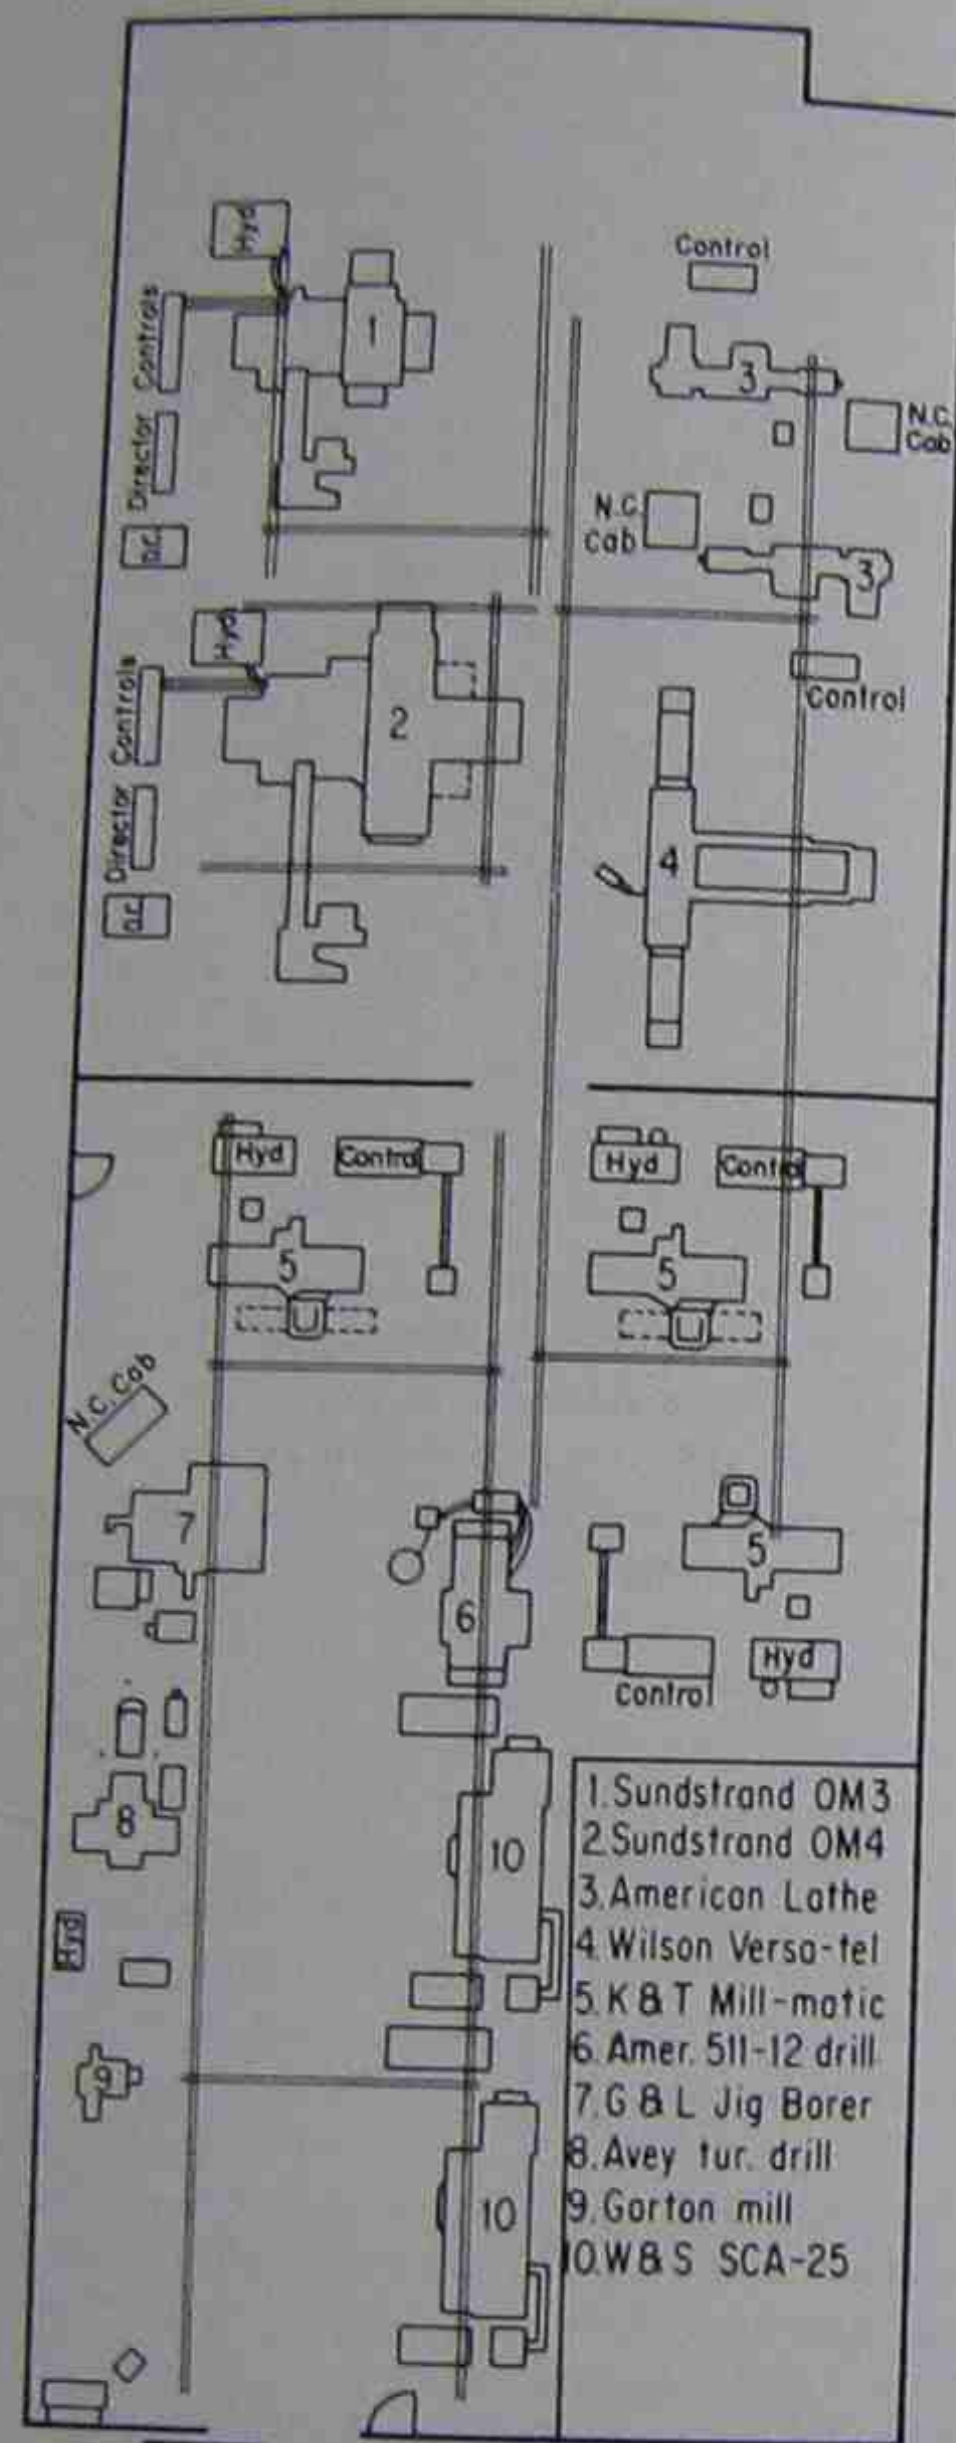 Hyd
Control
Controls
1
3
N.C.
Cab
Director
N.C.
Cab
D.C.
3
Hyd
Controls
Control
2
Director
4
D.C.
Hyd
Control
Hyd
Control
5
5
N.C. Cab
7
5
6
Hyd
Control
8
10
Hyd
9
10
1. Sundstrand OM3
2. Sundstrand OM4
3. American Lathe
4. Wilson Versa-tel
5. K & T Mill-matic
6. Amer. 511-12 drill
7. G & L Jig Borer
8. Avey tur. drill
9. Gorton mill
10. W & S SCA-25